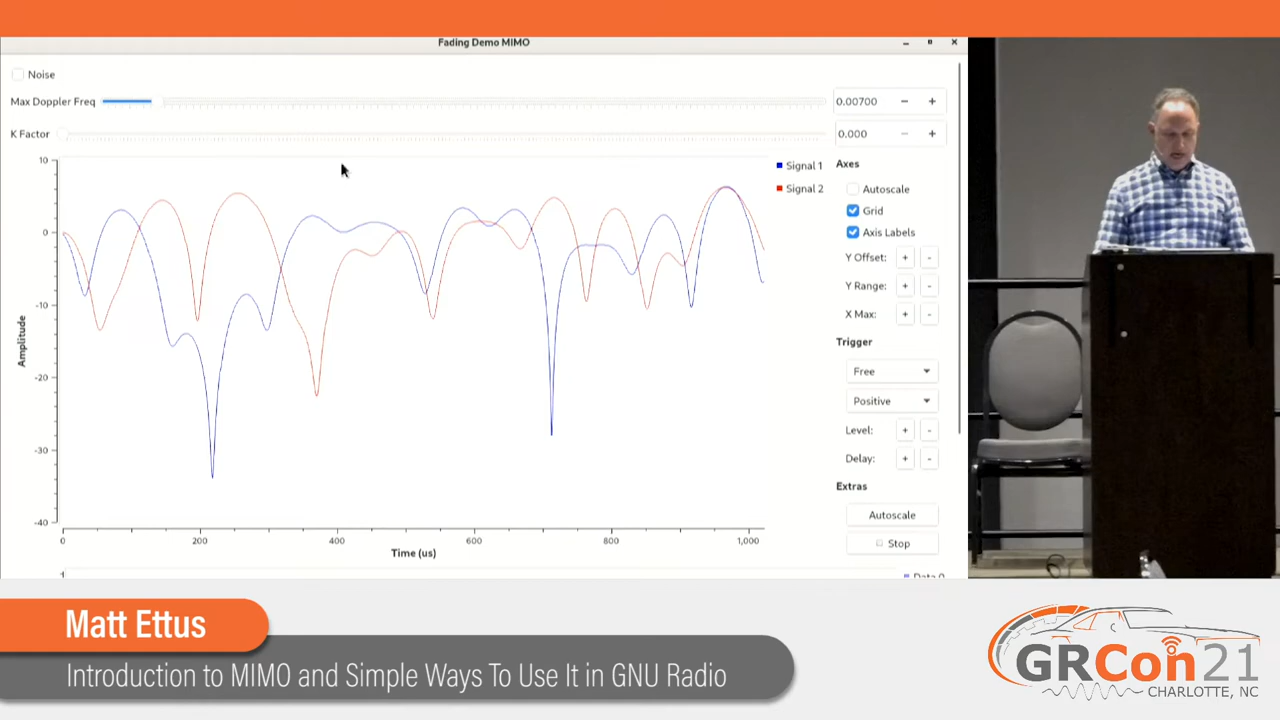 Fading Demo MIMO
Noise
Max Doppler Freq
0.00700 - +
K Factor
0.000 - +
Signal 1
Signal 2
Amplitude
10
0
-10
-20
-30
-40
0 200 400 600 800 1,000
Time (us)
Axes
Autoscale
Grid
Axis Labels
Y Offset: + -
Y Range: + -
X Max: + -
Trigger
Free
Positive
Level: + -
Delay: + -
Extras
Autoscale
Stop
Data 0
Matt Ettus
Introduction to MIMO and Simple Ways To Use It in GNU Radio
GRCon21
CHARLOTTE, NC